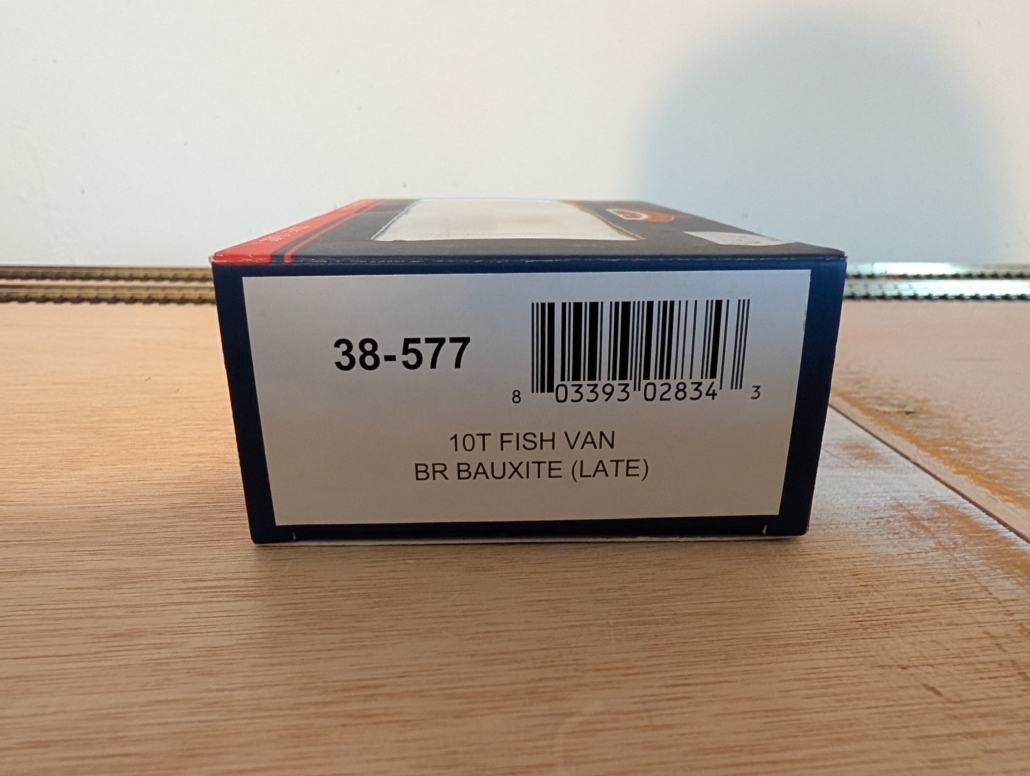 38-577
8 03393 02834 3
10T FISH VAN
BR BAUXITE (LATE)